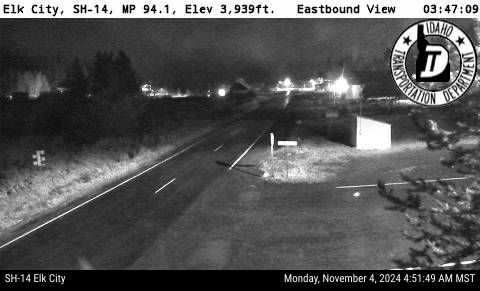 Elk City, SH-14, MP 94.1, Elev 3,939ft. Eastbound View 03:47:09
IDAHO
TRANSPORTATION DEPARTMENT
SH-14 Elk City Monday, November 4, 2024 4:51:49 AM MST